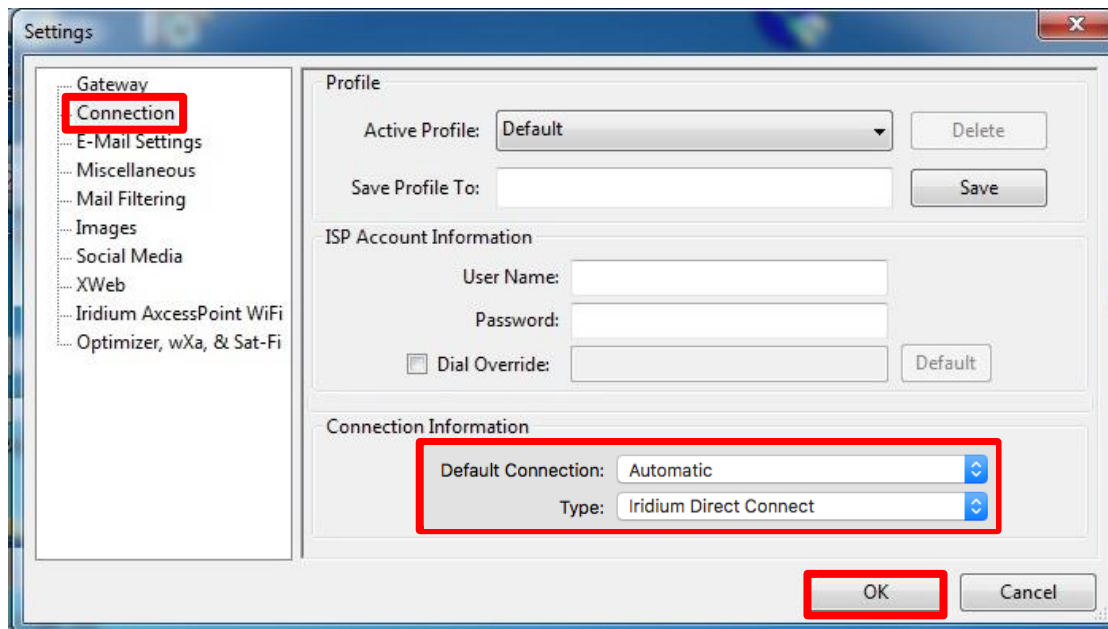 Settings
Gateway
Connection
E-Mail Settings
Miscellaneous
Mail Filtering
Images
Social Media
XWeb
Iridium AxcessPoint WiFi
Optimizer, wXa, & Sat-Fi
Profile
Active Profile: Default Delete
Save Profile To: Save
ISP Account Information
User Name:
Password:
Dial Override: Default
Connection Information
Default Connection: Automatic
Type: Iridium Direct Connect
OK Cancel